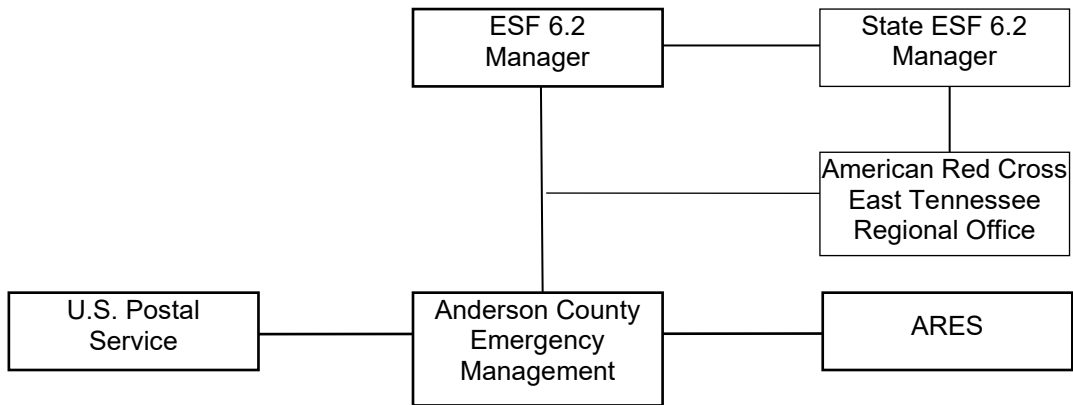 ESF 6.2
Manager
State ESF 6.2
Manager
American Red Cross
East Tennessee
Regional Office
U.S. Postal
Service
Anderson County
Emergency
Management
ARES